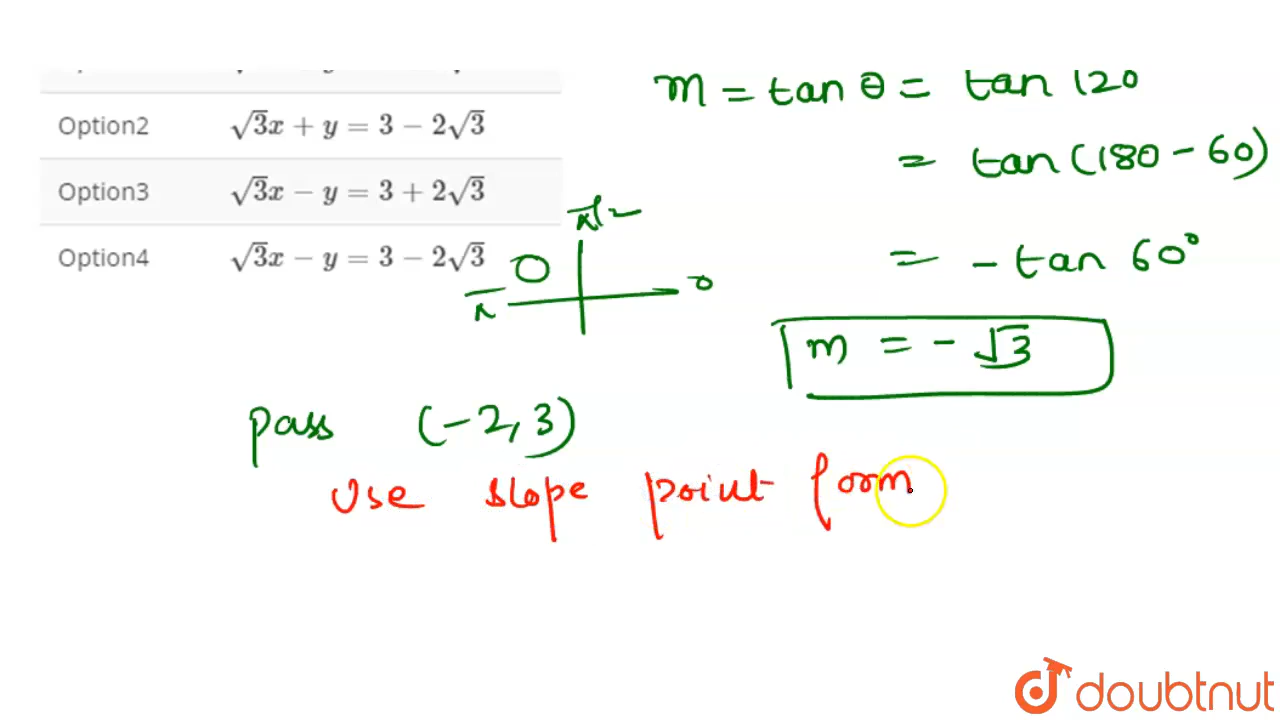 m = tan θ = tan 120
Option2 √3x + y = 3 − 2√3
= tan (180 - 60)
Option3 √3x − y = 3 + 2√3
π/2
Option4 √3x − y = 3 − 2√3
= - tan 60°
π
0
m = - √3
pass (-2, 3)
Use slope point form
doubtnut